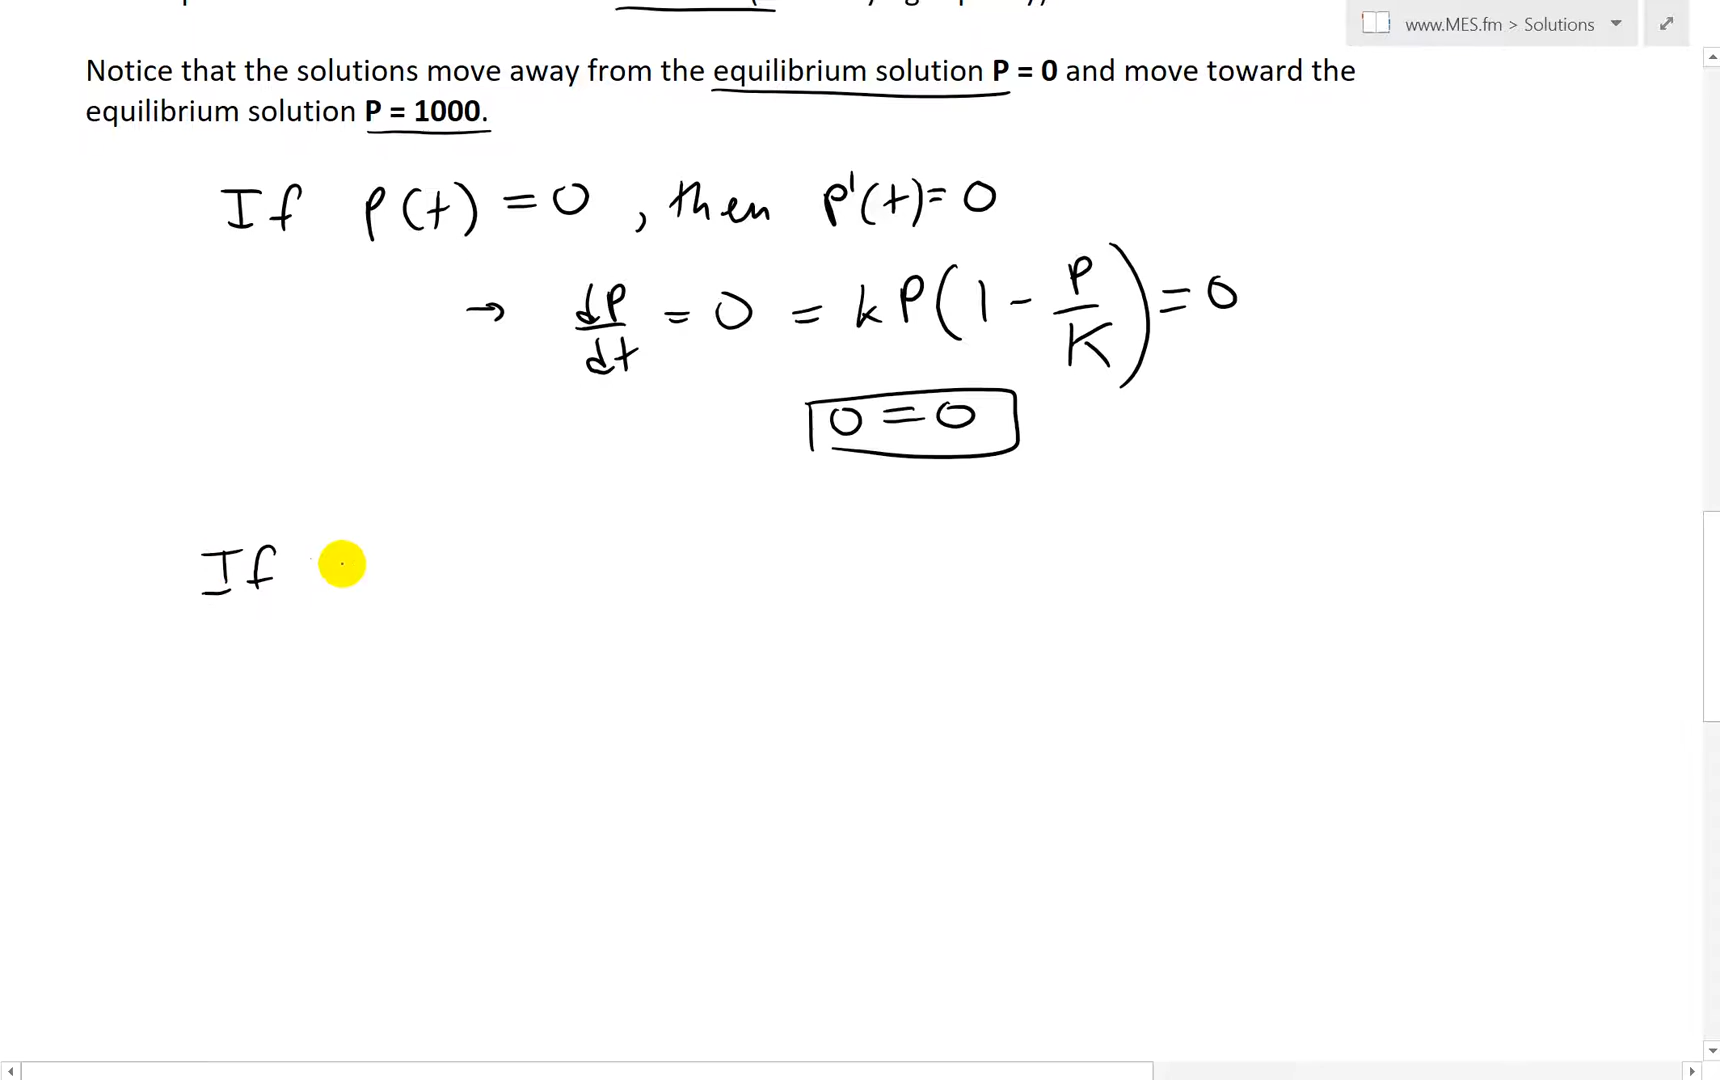 www.MES.fm > Solutions
Notice that the solutions move away from the equilibrium solution P = 0 and move toward the
equilibrium solution P = 1000.
If P(t) = 0 , then P'(t) = 0
→ dP/dt = 0 = kP(1 - P/K) = 0
0 = 0
If